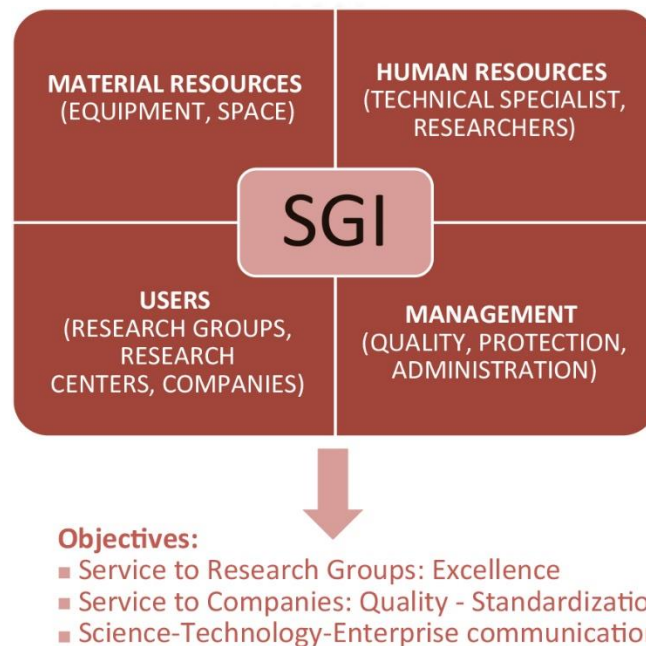 MATERIAL RESOURCES
(EQUIPMENT, SPACE)
HUMAN RESOURCES
(TECHNICAL SPECIALIST,
RESEARCHERS)
SGI
USERS
(RESEARCH GROUPS,
RESEARCH
CENTERS, COMPANIES)
MANAGEMENT
(QUALITY, PROTECTION,
ADMINISTRATION)
Objectives:
■ Service to Research Groups: Excellence
■ Service to Companies: Quality - Standardizatio
■ Science-Technology-Enterprise communication